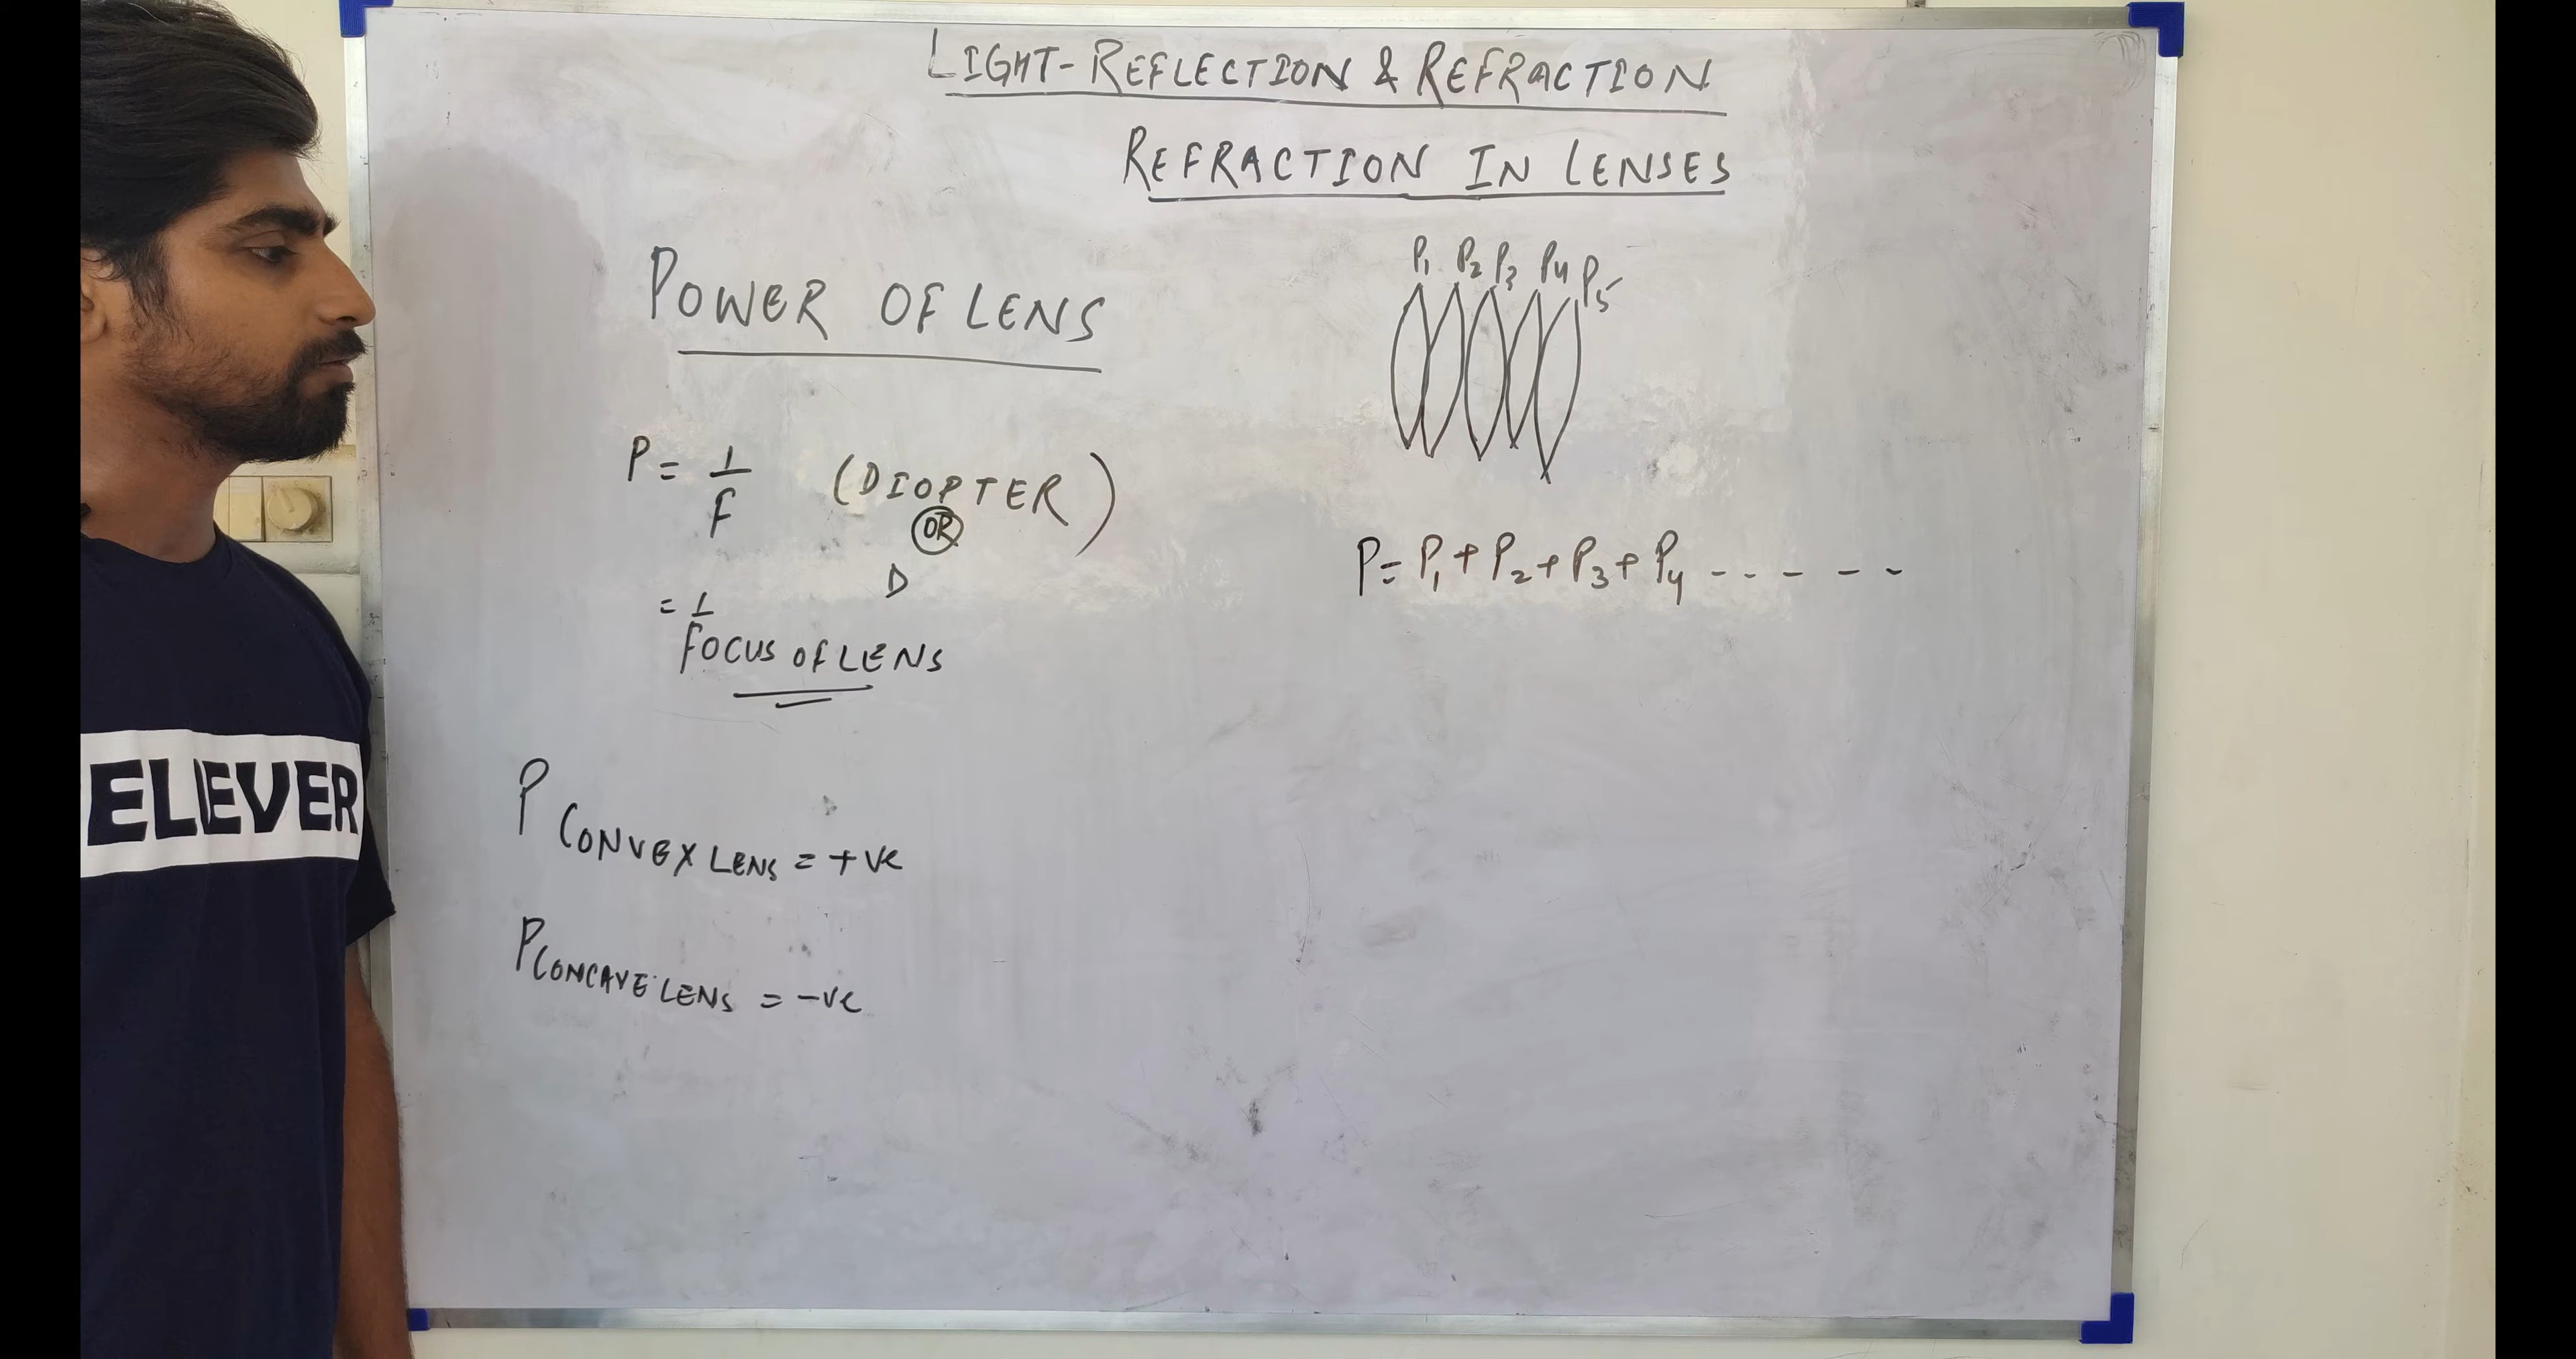 LIGHT-REFLECTION & REFRACTION
REFRACTION IN LENSES
POWER OF LENS
P = 1/F (DIOPTER)
OR
D
= 1/FOCUS OF LENS
P CONVEX LENS = +ve
P CONCAVE LENS = -ve
P1 P2 P3 P4 P5
P = P1 + P2 + P3 + P4 - - - - -
ELIEVER